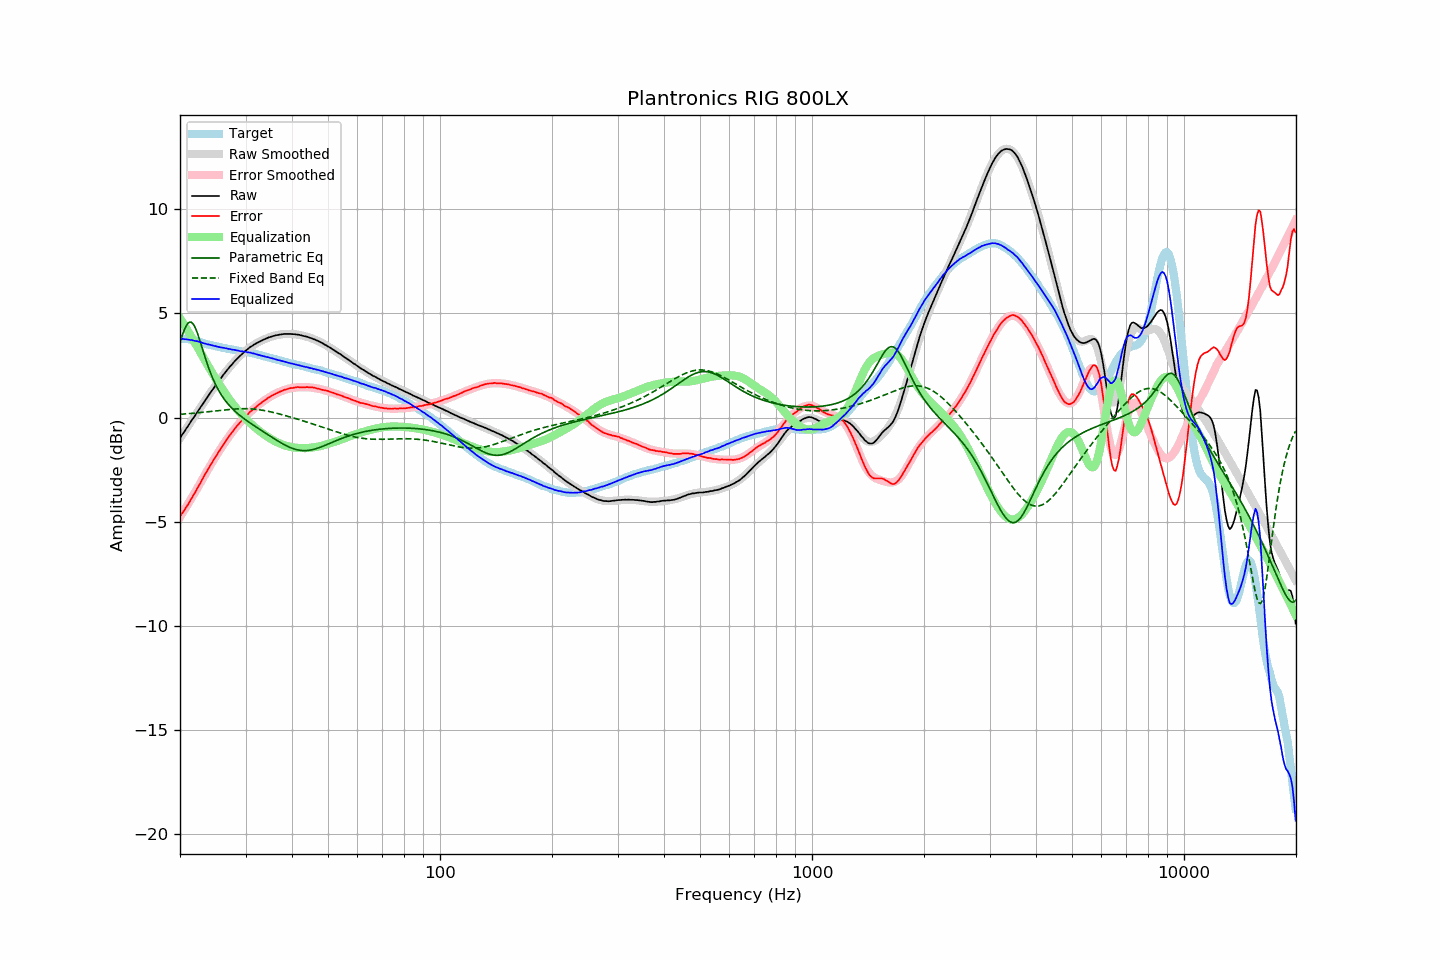 Plantronics RIG 800LX
Target
Raw Smoothed
Error Smoothed
Raw
Error
Equalization
Parametric Eq
Fixed Band Eq
Equalized
10
5
0
−5
−10
−15
−20
Amplitude (dBr)
100
1000
10000
Frequency (Hz)